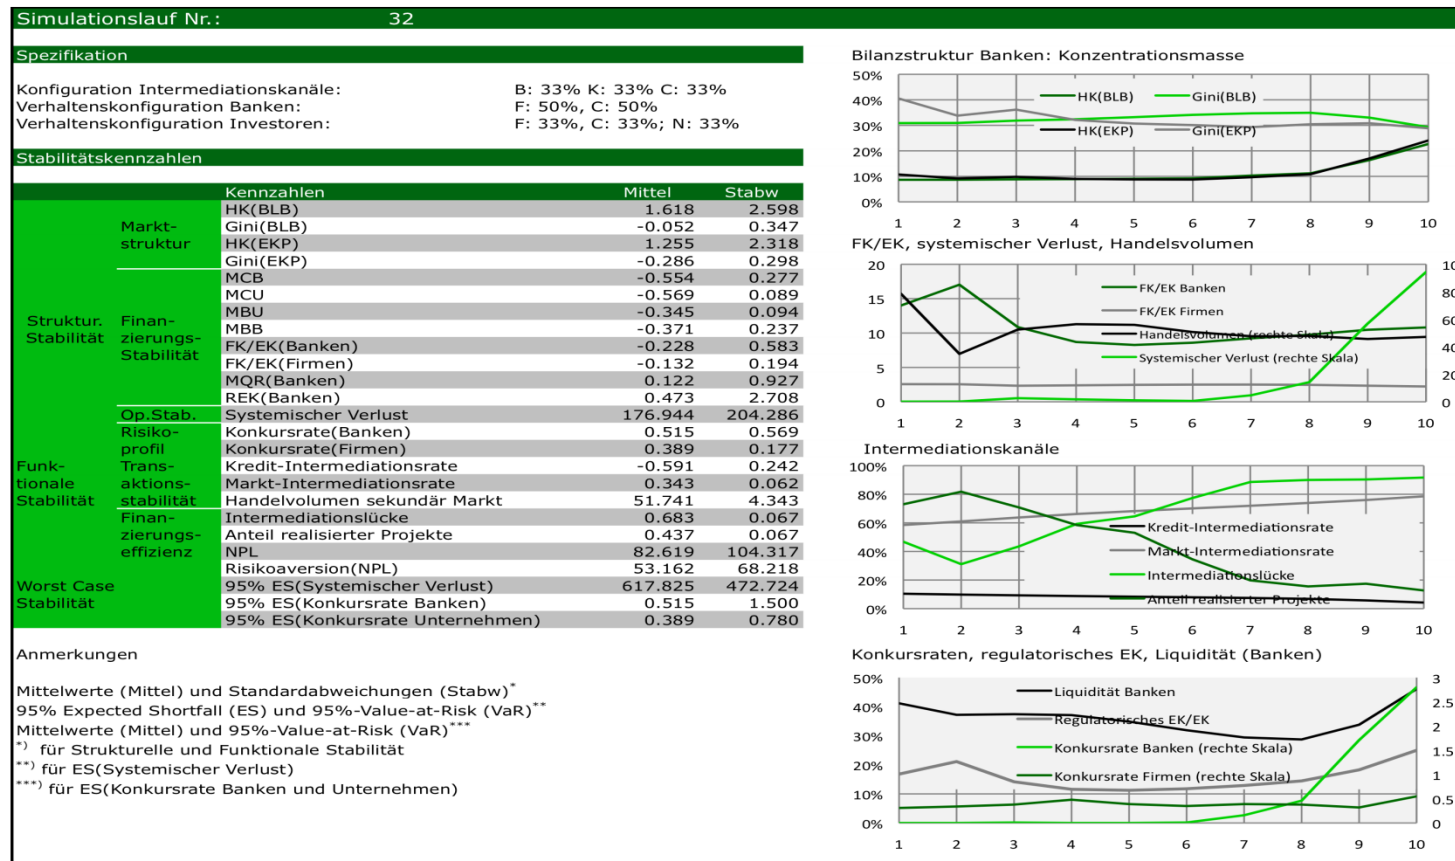 Simulationslauf Nr.: 32
Spezifikation
Konfiguration Intermediationskanäle: B: 33% K: 33% C: 33%
Verhaltenskonfiguration Banken: F: 50%, C: 50%
Verhaltenskonfiguration Investoren: F: 33%, C: 33%; N: 33%
Stabilitätskennzahlen
Kennzahlen Mittel Stabw
Struktur. Stabilität
Markt-struktur
HK(BLB) 1.618 2.598
Gini(BLB) -0.052 0.347
HK(EKP) 1.255 2.318
Gini(EKP) -0.286 0.298
Finan-zierungs-Stabilität
MCB -0.554 0.277
MCU -0.569 0.089
MBU -0.345 0.094
MBB -0.371 0.237
FK/EK(Banken) -0.228 0.583
FK/EK(Firmen) -0.132 0.194
MQR(Banken) 0.122 0.927
REK(Banken) 0.473 2.708
Op.Stab. Systemischer Verlust 176.944 204.286
Risiko-profil
Konkursrate(Banken) 0.515 0.569
Konkursrate(Firmen) 0.389 0.177
Funk-tionale Stabilität
Trans-aktions-stabilität
Kredit-Intermediationsrate -0.591 0.242
Markt-Intermediationsrate 0.343 0.062
Handelvolumen sekundär Markt 51.741 4.343
Finan-zierungs-effizienz
Intermediationslücke 0.683 0.067
Anteil realisierter Projekte 0.437 0.067
NPL 82.619 104.317
Risikoaversion(NPL) 53.162 68.218
Worst Case Stabilität
95% ES(Systemischer Verlust) 617.825 472.724
95% ES(Konkursrate Banken) 0.515 1.500
95% ES(Konkursrate Unternehmen) 0.389 0.780
Anmerkungen
Mittelwerte (Mittel) und Standardabweichungen (Stabw)*
95% Expected Shortfall (ES) und 95%-Value-at-Risk (VaR)**
Mittelwerte (Mittel) und 95%-Value-at-Risk (VaR)***
*) für Strukturelle und Funktionale Stabilität
**) für ES(Systemischer Verlust)
***) für ES(Konkursrate Banken und Unternehmen)
Bilanzstruktur Banken: Konzentrationsmasse
50%
40%
30%
20%
10%
0%
HK(BLB) Gini(BLB)
HK(EKP) Gini(EKP)
1 2 3 4 5 6 7 8 9 10
FK/EK, systemischer Verlust, Handelsvolumen
20
15
10
5
0
FK/EK Banken
FK/EK Firmen
Handelsvolumen (rechte Skala)
Systemischer Verlust (rechte Skala)
20
0
1 2 3 4 5 6 7 8 9 10
Intermediationskanäle
100%
80%
60%
40%
20%
0%
Kredit-Intermediationsrate
Markt-Intermediationsrate
Intermediationslücke
Anteil realisierter Projekte
1 2 3 4 5 6 7 8 9 10
Konkursraten, regulatorisches EK, Liquidität (Banken)
50%
40%
30%
20%
10%
0%
Liquidität Banken
Regulatorisches EK/EK
Konkursrate Banken (rechte Skala)
Konkursrate Firmen (rechte Skala)
3
2.5
2
1.5
1
0.5
0
1 2 3 4 5 6 7 8 9 10